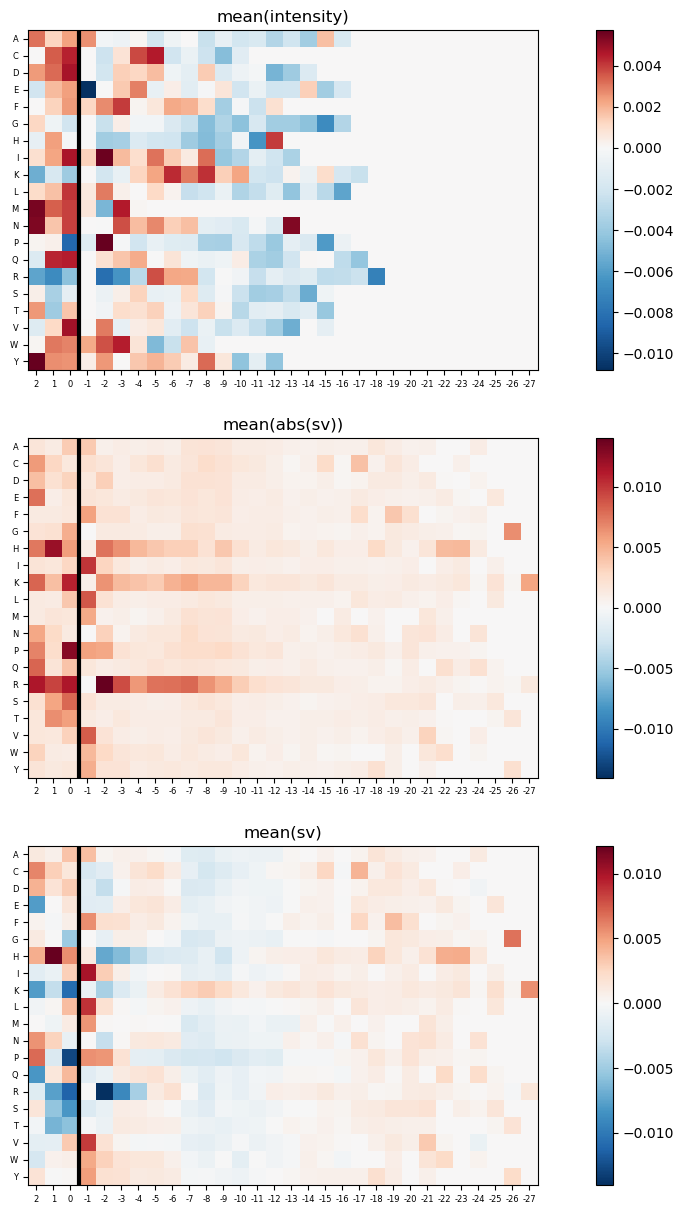 mean(intensity)
A
C
D
E
F
G
H
I
K
L
M
N
P
Q
R
S
T
V
W
Y
2 1 0 -1 -2 -3 -4 -5 -6 -7 -8 -9 -10 -11 -12 -13 -14 -15 -16 -17 -18 -19 -20 -21 -22 -23 -24 -25 -26 -27
0.004
0.002
0.000
−0.002
−0.004
−0.006
−0.008
−0.010
mean(abs(sv))
A
C
D
E
F
G
H
I
K
L
M
N
P
Q
R
S
T
V
W
Y
2 1 0 -1 -2 -3 -4 -5 -6 -7 -8 -9 -10 -11 -12 -13 -14 -15 -16 -17 -18 -19 -20 -21 -22 -23 -24 -25 -26 -27
0.010
0.005
0.000
−0.005
−0.010
mean(sv)
A
C
D
E
F
G
H
I
K
L
M
N
P
Q
R
S
T
V
W
Y
2 1 0 -1 -2 -3 -4 -5 -6 -7 -8 -9 -10 -11 -12 -13 -14 -15 -16 -17 -18 -19 -20 -21 -22 -23 -24 -25 -26 -27
0.010
0.005
0.000
−0.005
−0.010